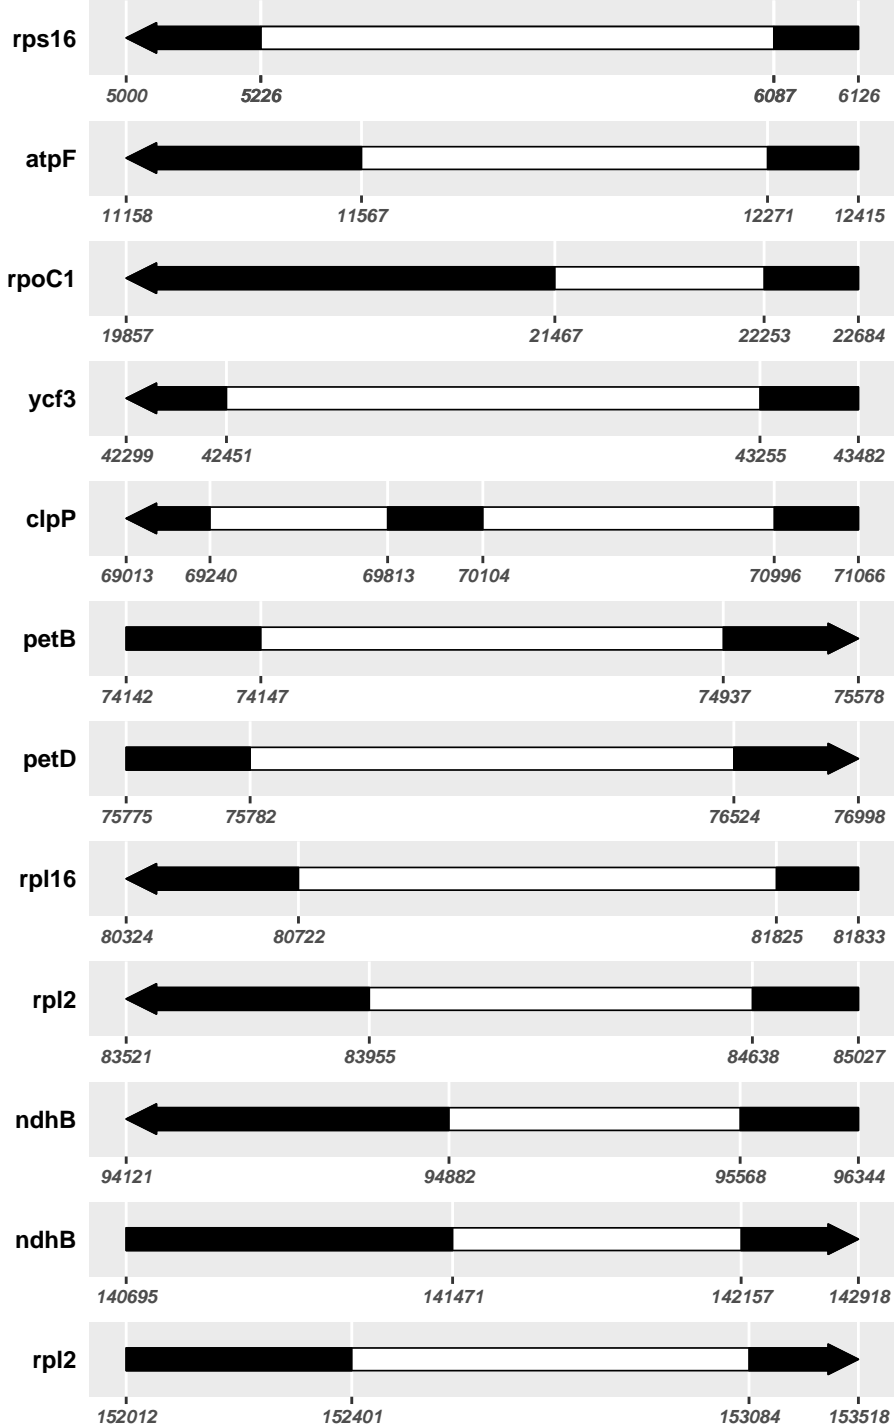 rps16
5000 5226 6087 6126
atpF
11158 11567 12271 12415
rpoC1
19857 21467 22253 22684
ycf3
42299 42451 43255 43482
clpP
69013 69240 69813 70104 70996 71066
petB
74142 74147 74937 75578
petD
75775 75782 76524 76998
rpl16
80324 80722 81825 81833
rpl2
83521 83955 84638 85027
ndhB
94121 94882 95568 96344
ndhB
140695 141471 142157 142918
rpl2
152012 152401 153084 153518